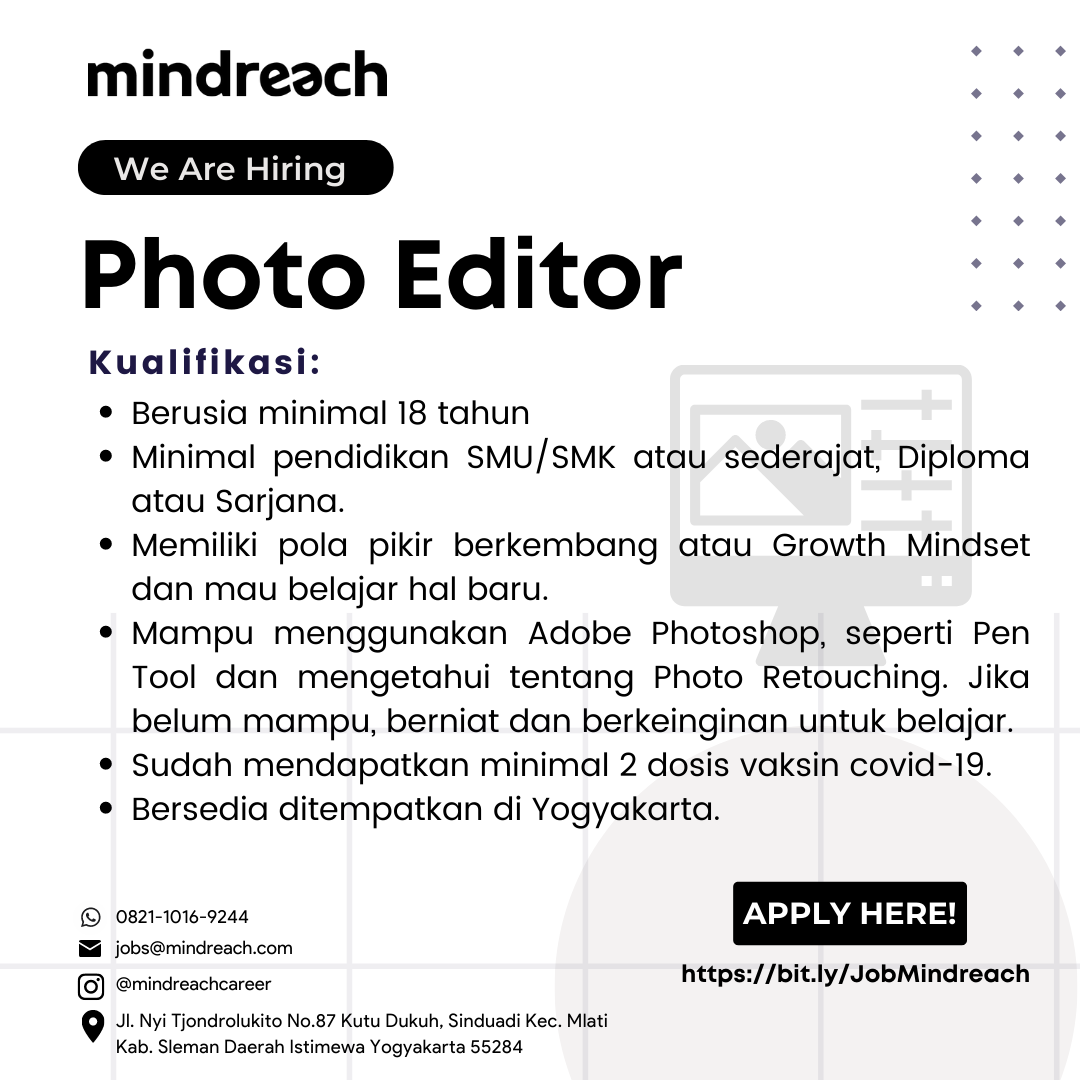 mindreach
We Are Hiring
Photo Editor
Kualifikasi:
• Berusia minimal 18 tahun
• Minimal pendidikan SMU/SMK atau sederajat, Diploma
atau Sarjana.
• Memiliki pola pikir berkembang atau Growth Mindset
dan mau belajar hal baru.
• Mampu menggunakan Adobe Photoshop, seperti Pen
Tool dan mengetahui tentang Photo Retouching. Jika
belum mampu, berniat dan berkeinginan untuk belajar.
• Sudah mendapatkan minimal 2 dosis vaksin covid-19.
• Bersedia ditempatkan di Yogyakarta.
0821-1016-9244
jobs@mindreach.com
@mindreachcareer
Jl. Nyi Tjondrolukito No.87 Kutu Dukuh, Sinduadi Kec. Mlati
Kab. Sleman Daerah Istimewa Yogyakarta 55284
APPLY HERE!
https://bit.ly/JobMindreach